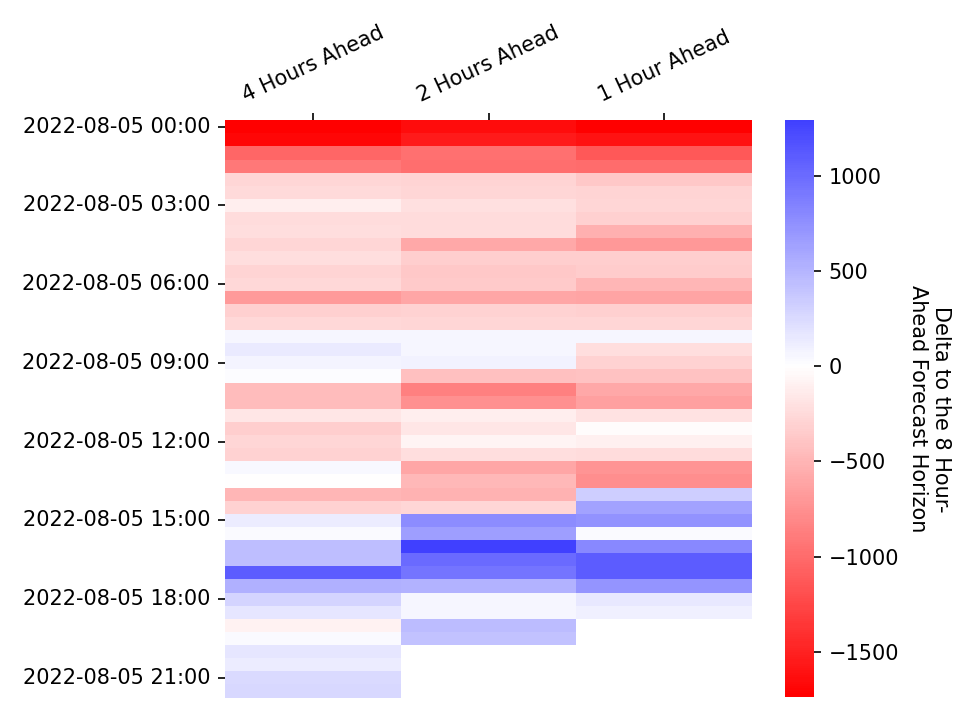 4 Hours Ahead
2 Hours Ahead
1 Hour Ahead
2022-08-05 00:00
2022-08-05 03:00
2022-08-05 06:00
2022-08-05 09:00
2022-08-05 12:00
2022-08-05 15:00
2022-08-05 18:00
2022-08-05 21:00
1000
500
0
−500
−1000
−1500
Delta to the 8 Hour-
Ahead Forecast Horizon